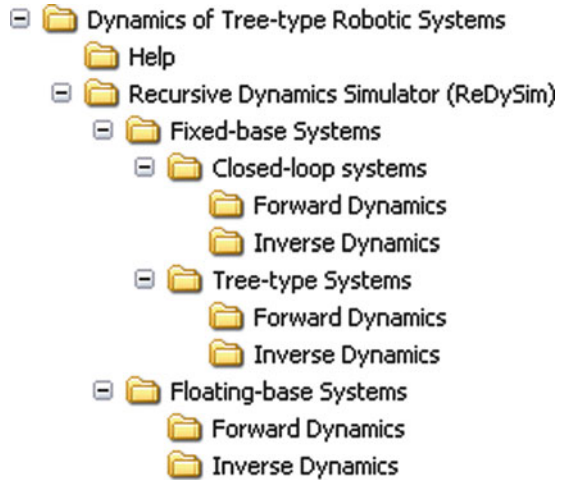 Dynamics of Tree-type Robotic Systems
Help
Recursive Dynamics Simulator (ReDySim)
Fixed-base Systems
Closed-loop systems
Forward Dynamics
Inverse Dynamics
Tree-type Systems
Forward Dynamics
Inverse Dynamics
Floating-base Systems
Forward Dynamics
Inverse Dynamics